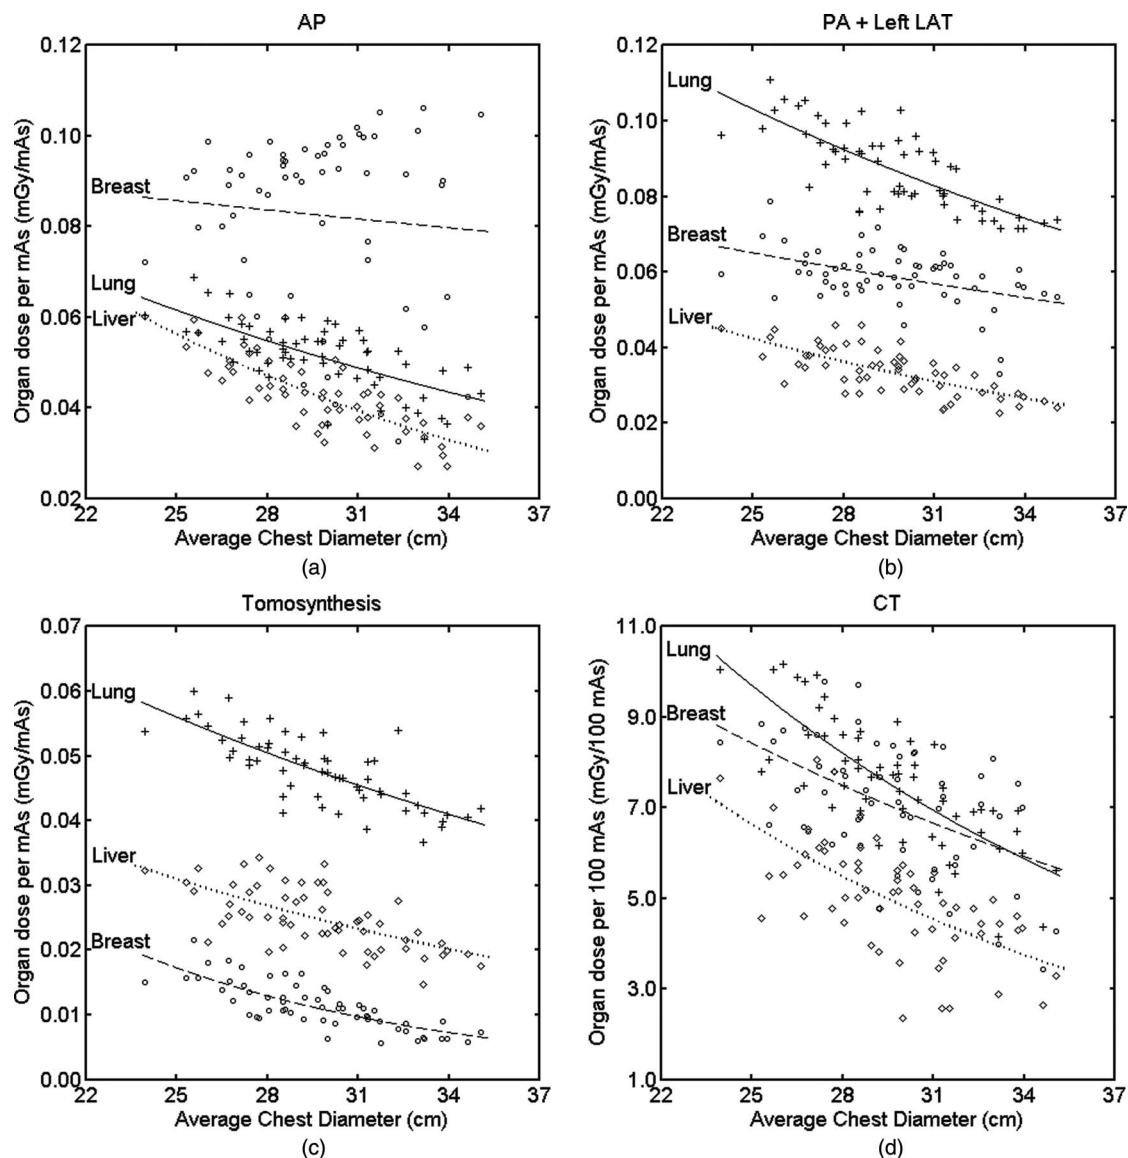 AP
0.12
0.10
0.08
0.06
0.04
0.02
Organ dose per mAs (mGy/mAs)
Breast
Lung
Liver
22 25 28 31 34 37
Average Chest Diameter (cm)
(a)
PA + Left LAT
0.12
0.10
0.08
0.06
0.04
0.02
0.00
Organ dose per mAs (mGy/mAs)
Lung
Breast
Liver
22 25 28 31 34 37
Average Chest Diameter (cm)
(b)
Tomosynthesis
0.07
0.06
0.05
0.04
0.03
0.02
0.01
0.00
Organ dose per mAs (mGy/mAs)
Lung
Liver
Breast
22 25 28 31 34 37
Average Chest Diameter (cm)
(c)
CT
11.0
9.0
7.0
5.0
3.0
1.0
Organ dose per 100 mAs (mGy/100 mAs)
Lung
Breast
Liver
22 25 28 31 34 37
Average Chest Diameter (cm)
(d)